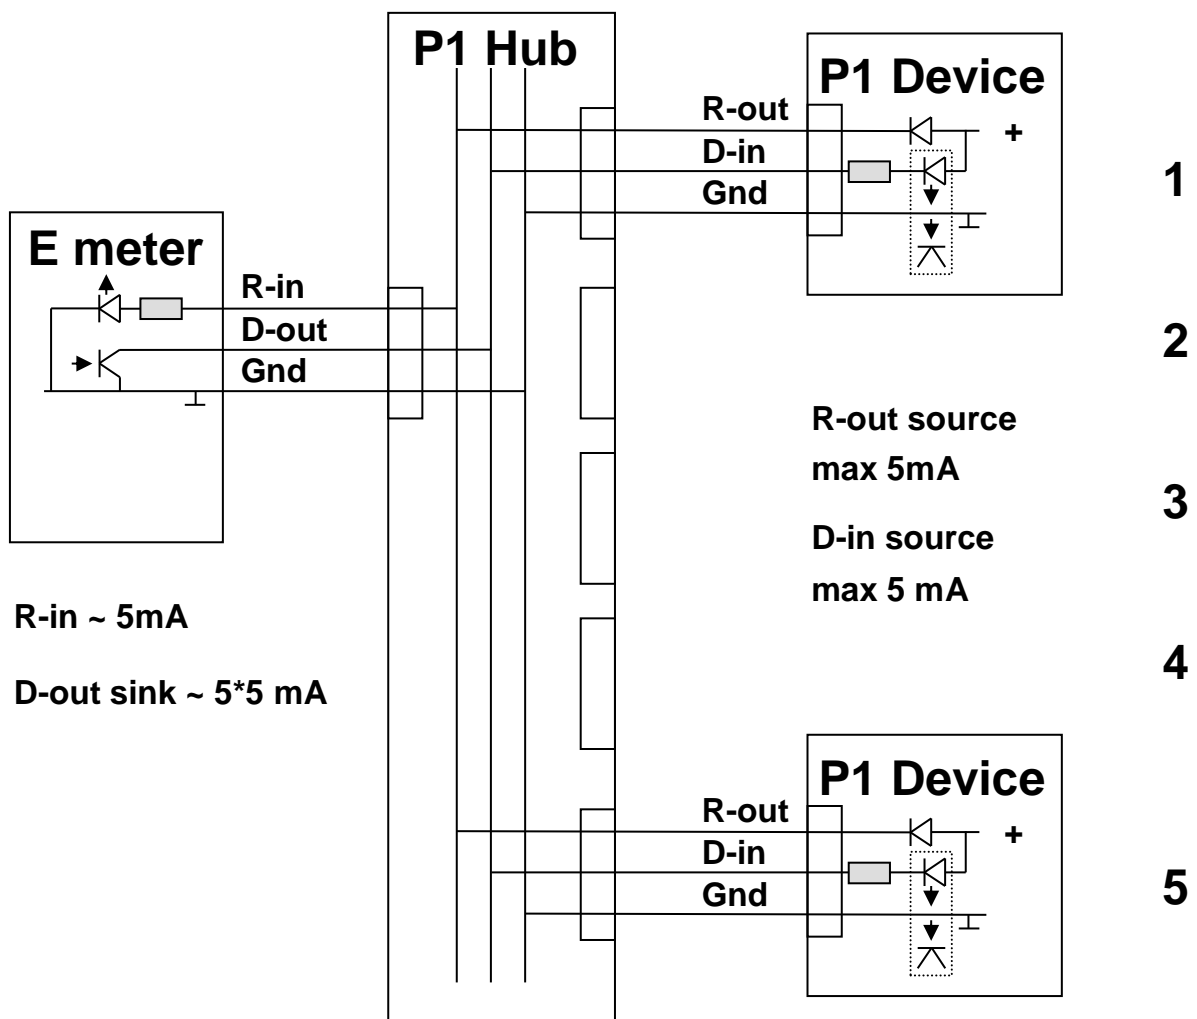 P1 Hub
P1 Device
R-out
+
D-in
1
Gnd
E meter
R-in
D-out
2
Gnd
R-out source
max 5mA
3
D-in source
max 5 mA
R-in ~ 5mA
4
D-out sink ~ 5*5 mA
P1 Device
R-out
+
D-in
Gnd
5